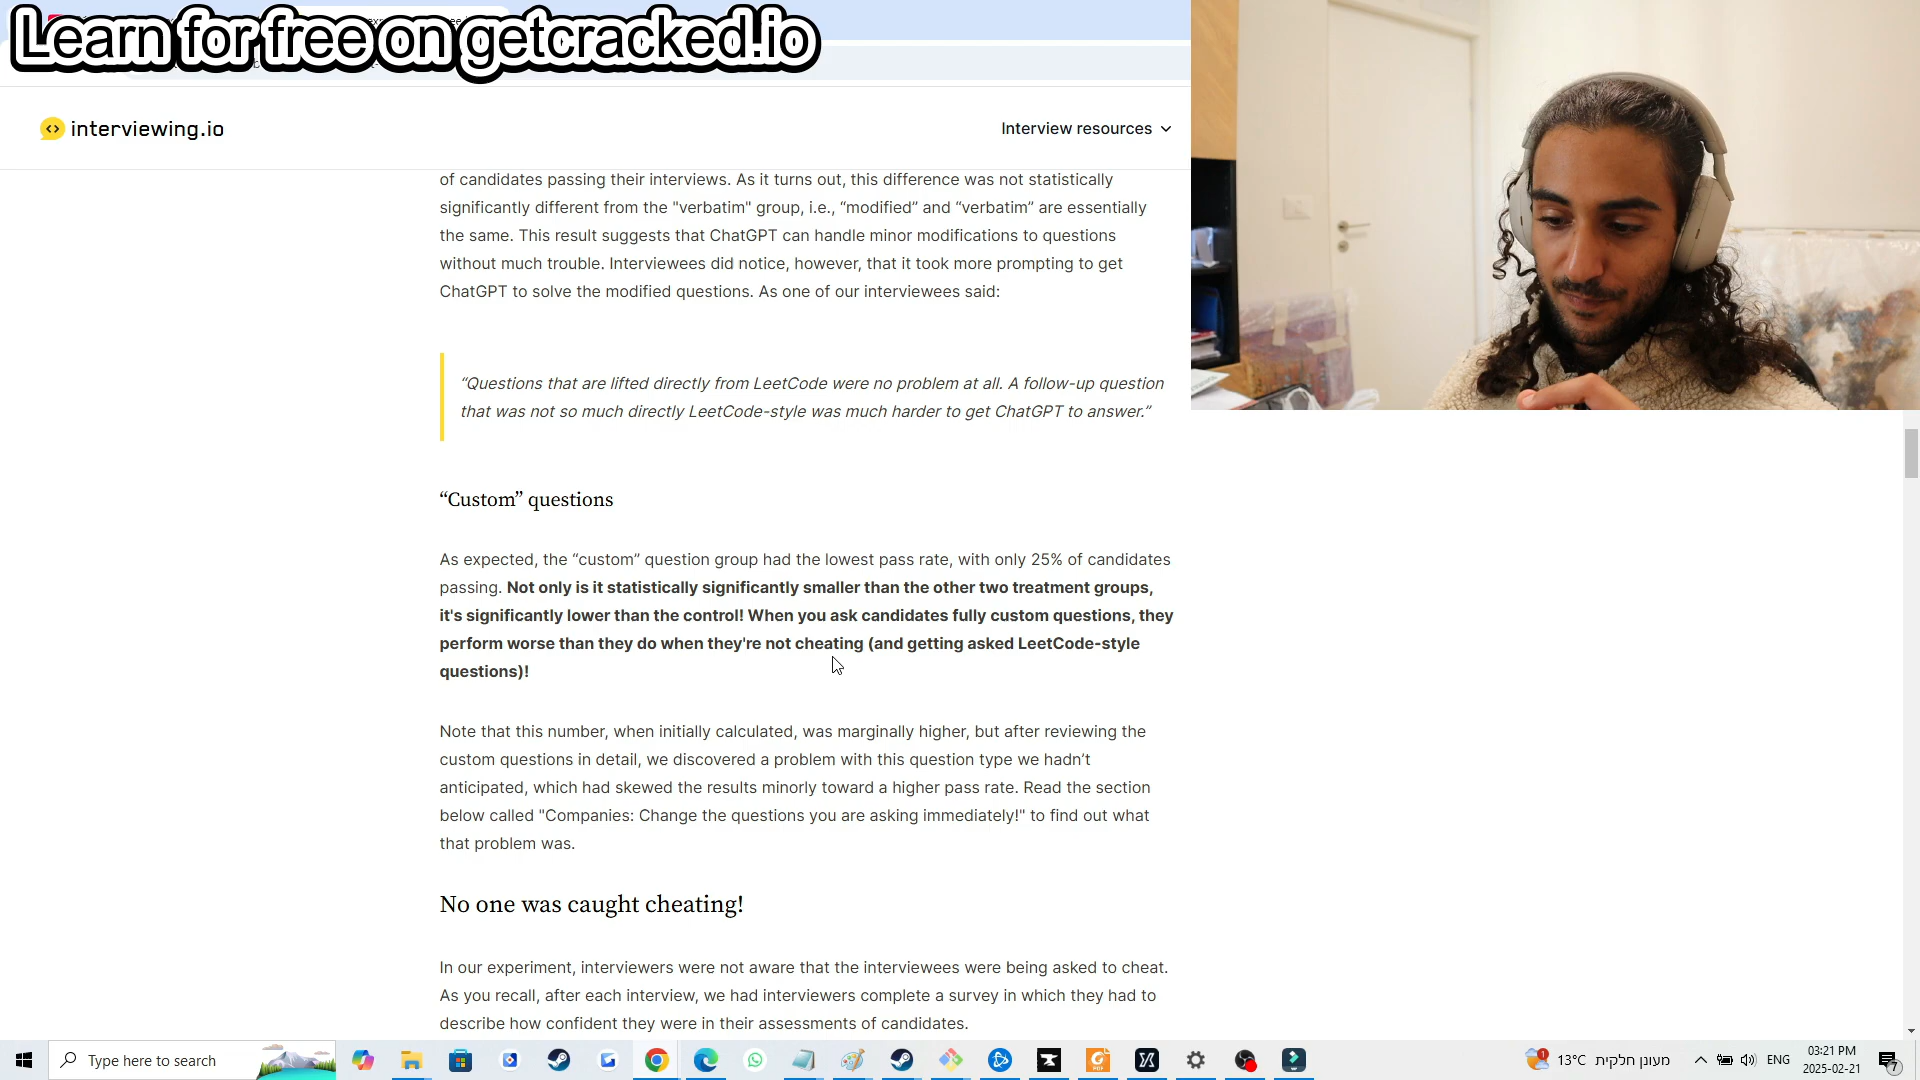 Learn for free on getcracked.io
interviewing.io
Interview resources
of candidates passing their interviews. As it turns out, this difference was not statistically
significantly different from the "verbatim" group, i.e., “modified” and “verbatim” are essentially
the same. This result suggests that ChatGPT can handle minor modifications to questions
without much trouble. Interviewees did notice, however, that it took more prompting to get
ChatGPT to solve the modified questions. As one of our interviewees said:
“Questions that are lifted directly from LeetCode were no problem at all. A follow-up question
that was not so much directly LeetCode-style was much harder to get ChatGPT to answer.”
“Custom” questions
As expected, the “custom” question group had the lowest pass rate, with only 25% of candidates
passing. Not only is it statistically significantly smaller than the other two treatment groups,
it's significantly lower than the control! When you ask candidates fully custom questions, they
perform worse than they do when they're not cheating (and getting asked LeetCode-style
questions)!
Note that this number, when initially calculated, was marginally higher, but after reviewing the
custom questions in detail, we discovered a problem with this question type we hadn’t
anticipated, which had skewed the results minorly toward a higher pass rate. Read the section
below called "Companies: Change the questions you are asking immediately!" to find out what
that problem was.
No one was caught cheating!
In our experiment, interviewers were not aware that the interviewees were being asked to cheat.
As you recall, after each interview, we had interviewers complete a survey in which they had to
describe how confident they were in their assessments of candidates.
Type here to search
1
13°C מעונן חלקית
ENG
03:21 PM
2025-02-21
7